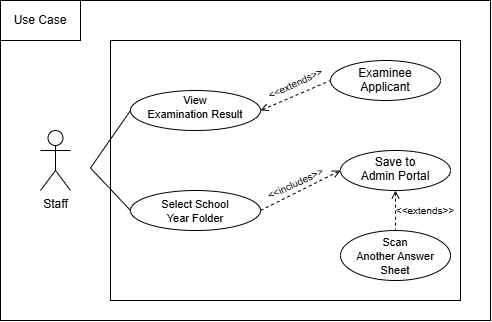 Use Case
View
Examination Result
<<extends>>
Examinee
Applicant
Staff
Select School
Year Folder
<<includes>>
Save to
Admin Portal
<<extends>>
Scan
Another Answer
Sheet